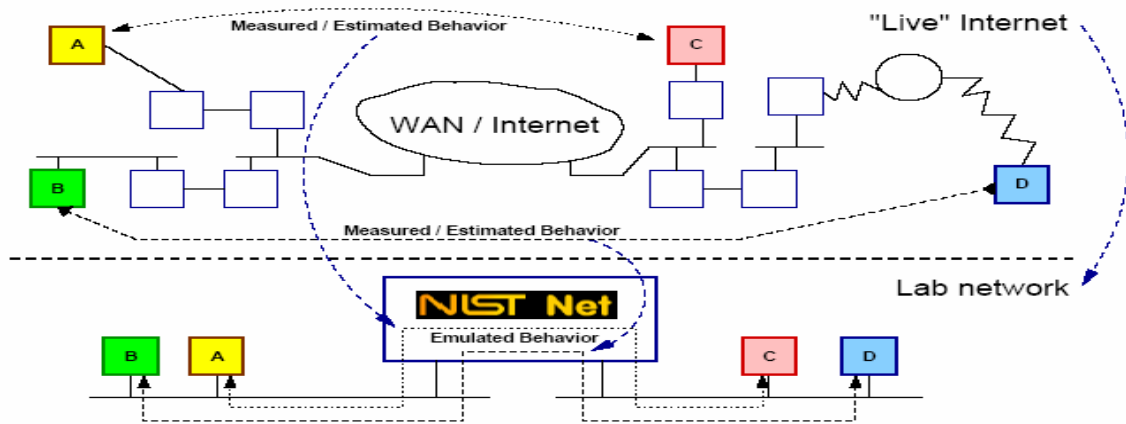 Measured / Estimated Behavior
"Live" Internet
A
C
WAN / Internet
B
D
Measured / Estimated Behavior
Lab network
NIST Net
Emulated Behavior
B
A
C
D